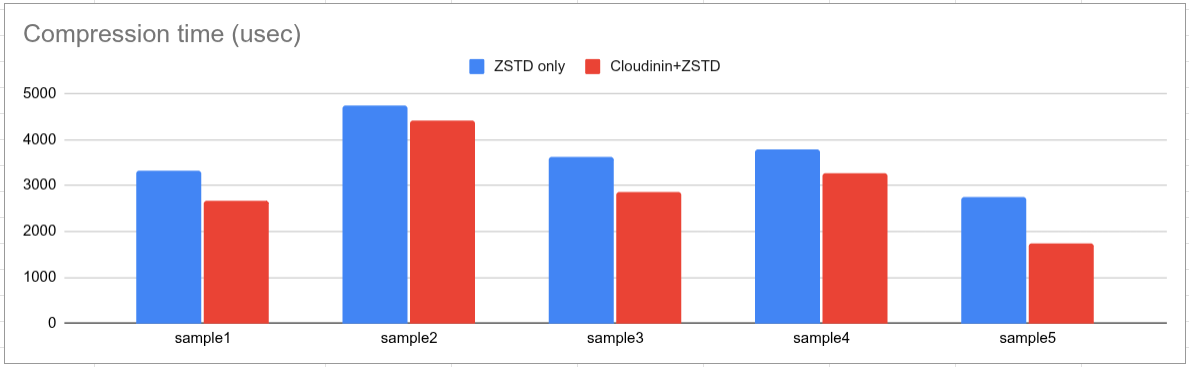 Compression time (usec)
ZSTD only Cloudinin+ZSTD
5000
4000
3000
2000
1000
0
sample1 sample2 sample3 sample4 sample5